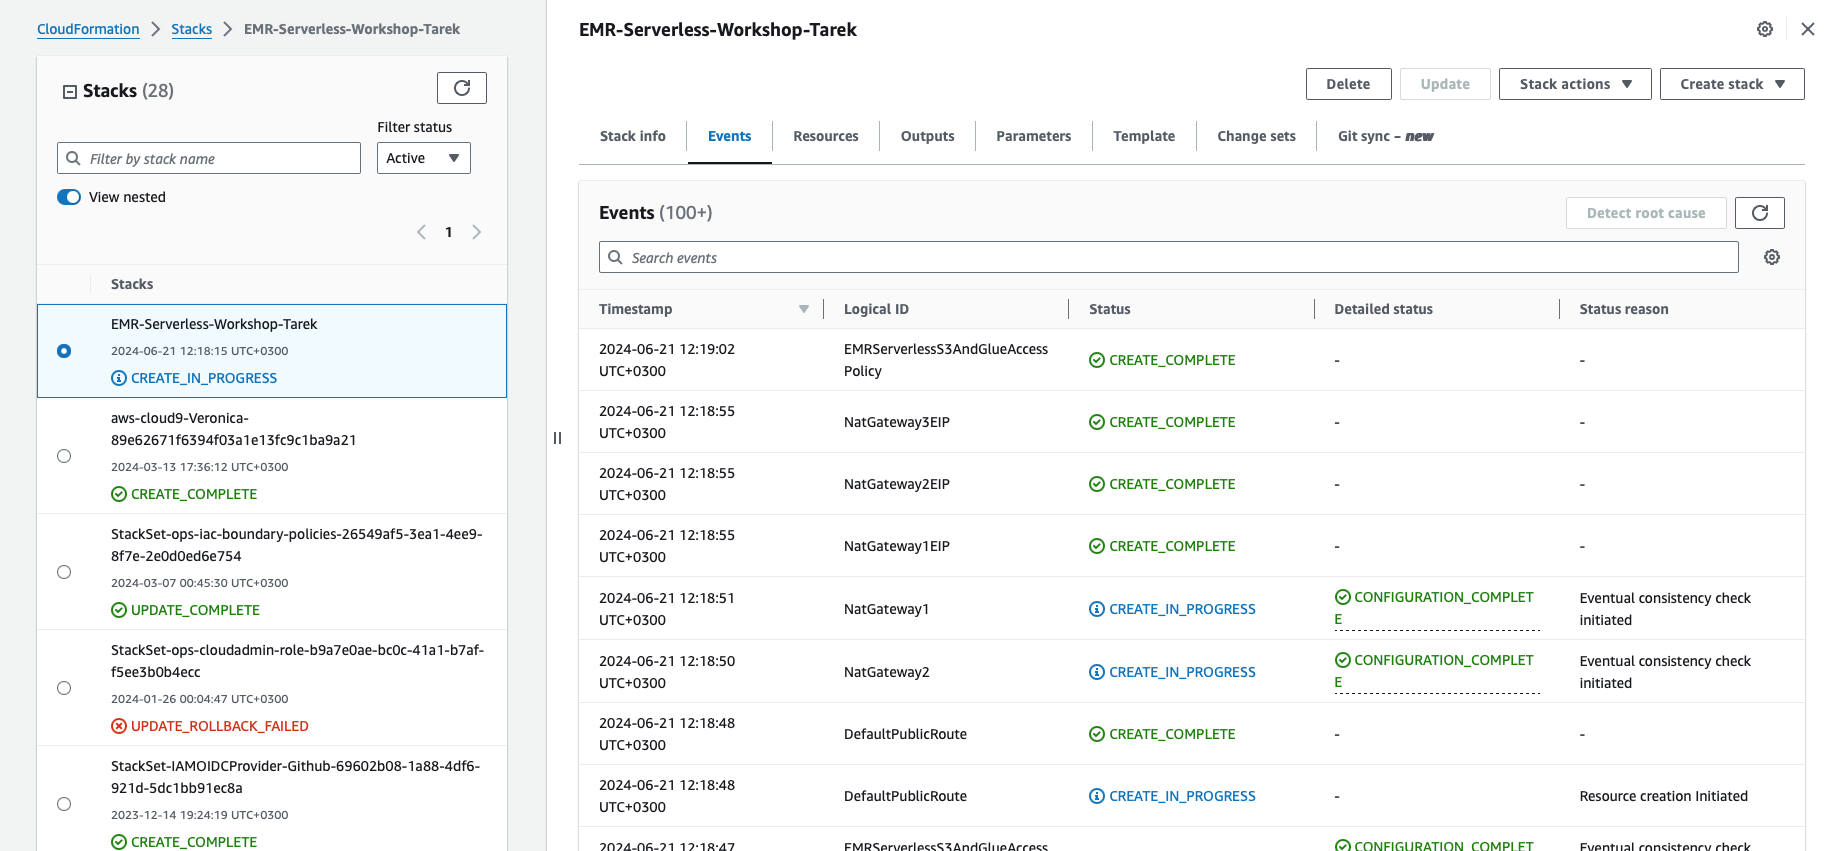 CloudFormation > Stacks > EMR-Serverless-Workshop-Tarek
Stacks (28)
Filter status
Filter by stack name
Active
View nested
1
Stacks
EMR-Serverless-Workshop-Tarek
2024-06-21 12:18:15 UTC+0300
CREATE_IN_PROGRESS
aws-cloud9-Veronica-
89e62671f6394f03a1e13fc9c1ba9a21
2024-03-13 17:36:12 UTC+0300
CREATE_COMPLETE
StackSet-ops-iac-boundary-policies-26549af5-3ea1-4ee9-
8f7e-2e0d0ed6e754
2024-03-07 00:45:30 UTC+0300
UPDATE_COMPLETE
StackSet-ops-cloudadmin-role-b9a7e0ae-bc0c-41a1-b7af-
f5ee3b0b4ecc
2024-01-26 00:04:47 UTC+0300
UPDATE_ROLLBACK_FAILED
StackSet-IAMOIDCProvider-Github-69602b08-1a88-4df6-
921d-5dc1bb91ec8a
2023-12-14 19:24:19 UTC+0300
CREATE_COMPLETE
EMR-Serverless-Workshop-Tarek
Delete Update Stack actions Create stack
Stack info Events Resources Outputs Parameters Template Change sets Git sync - new
Events (100+)
Detect root cause
Search events
Timestamp Logical ID Status Detailed status Status reason
2024-06-21 12:19:02 EMRServerlessS3AndGlueAccess
UTC+0300 Policy CREATE_COMPLETE - -
2024-06-21 12:18:55
UTC+0300 NatGateway3EIP CREATE_COMPLETE - -
2024-06-21 12:18:55
UTC+0300 NatGateway2EIP CREATE_COMPLETE - -
2024-06-21 12:18:55
UTC+0300 NatGateway1EIP CREATE_COMPLETE - -
2024-06-21 12:18:51 NatGateway1 CREATE_IN_PROGRESS CONFIGURATION_COMPLET Eventual consistency check
UTC+0300 E initiated
2024-06-21 12:18:50 NatGateway2 CREATE_IN_PROGRESS CONFIGURATION_COMPLET Eventual consistency check
UTC+0300 E initiated
2024-06-21 12:18:48
UTC+0300 DefaultPublicRoute CREATE_COMPLETE - -
2024-06-21 12:18:48
UTC+0300 DefaultPublicRoute CREATE_IN_PROGRESS - Resource creation Initiated
2024-06-21 12:18:47 EMRServerlessS3AndGlueAccess CONFIGURATION_COMPLET Eventual consistency check